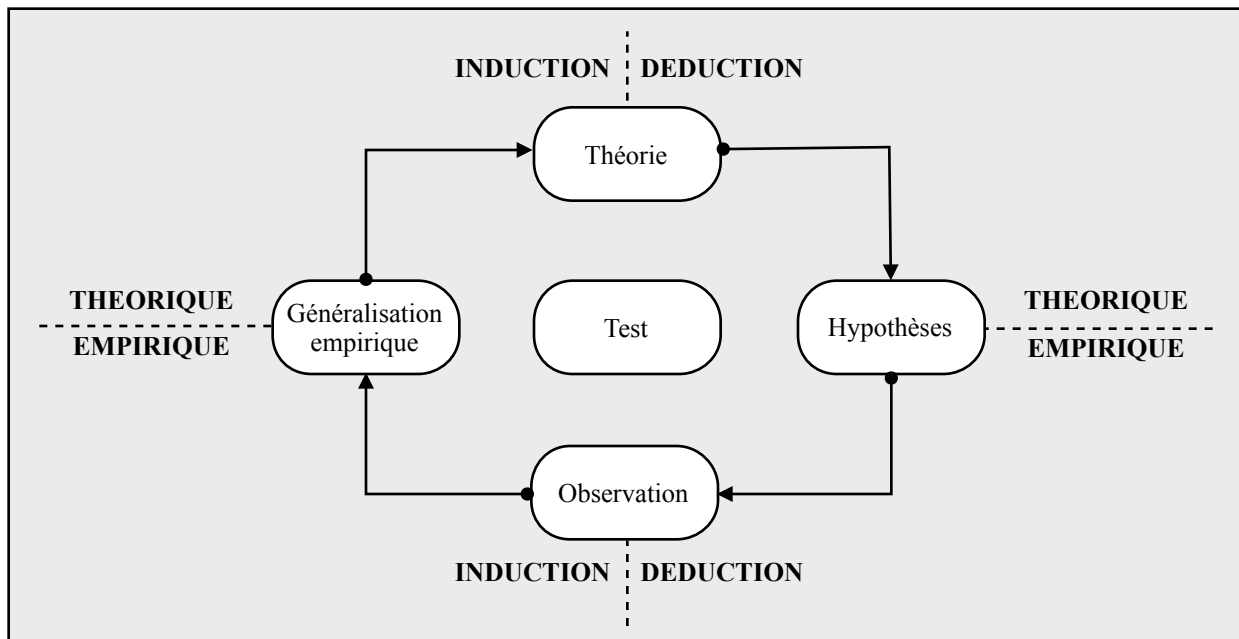 INDUCTION DEDUCTION
Théorie
THEORIQUE
EMPIRIQUE
Généralisation
empirique
Test
Hypothèses
THEORIQUE
EMPIRIQUE
Observation
INDUCTION DEDUCTION